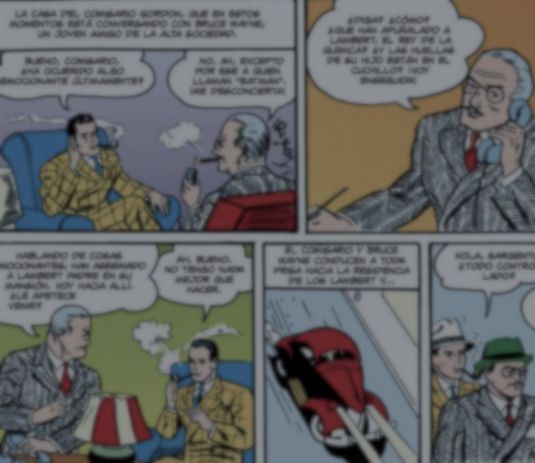 LA CASA DEL COMISARIO GORDON, QUE EN ESTOS
MOMENTOS ESTÁ CONVERSANDO CON BRUCE WAYNE,
UN JOVEN AMIGO DE LA ALTA SOCIEDAD.
BUENO, COMISARIO,
¿HA OCURRIDO ALGO
EMOCIONANTE ÚLTIMAMENTE?
NO, AH, EXCEPTO
POR ESE A QUIEN
LLAMAN "BATMAN".
¡ME DESCONCIERTA!
¿DIGA? ¿CÓMO?
¿QUE HAN APUÑALADO A
LAMBERT, EL REY DE LA
QUÍMICA? ¿Y LAS HUELLAS
DE SU HIJO ESTÁN EN EL
CUCHILLO? ¡VOY
ENSEGUIDA!
HABLANDO DE COSAS
EMOCIONANTES, HAN ASESINADO
A LAMBERT PADRE EN SU
MANSIÓN. VOY HACIA ALLÍ.
¿LE APETECE
VENIR?
AH, BUENO.
NO TENGO NADA
MEJOR QUE
HACER.
EL COMISARIO Y BRUCE
WAYNE CONDUCEN A TODA
PRISA HACIA LA RESIDENCIA
DE LOS LAMBERT Y...
HOLA, SARGENT
¿TODO CONTRO
LADO?